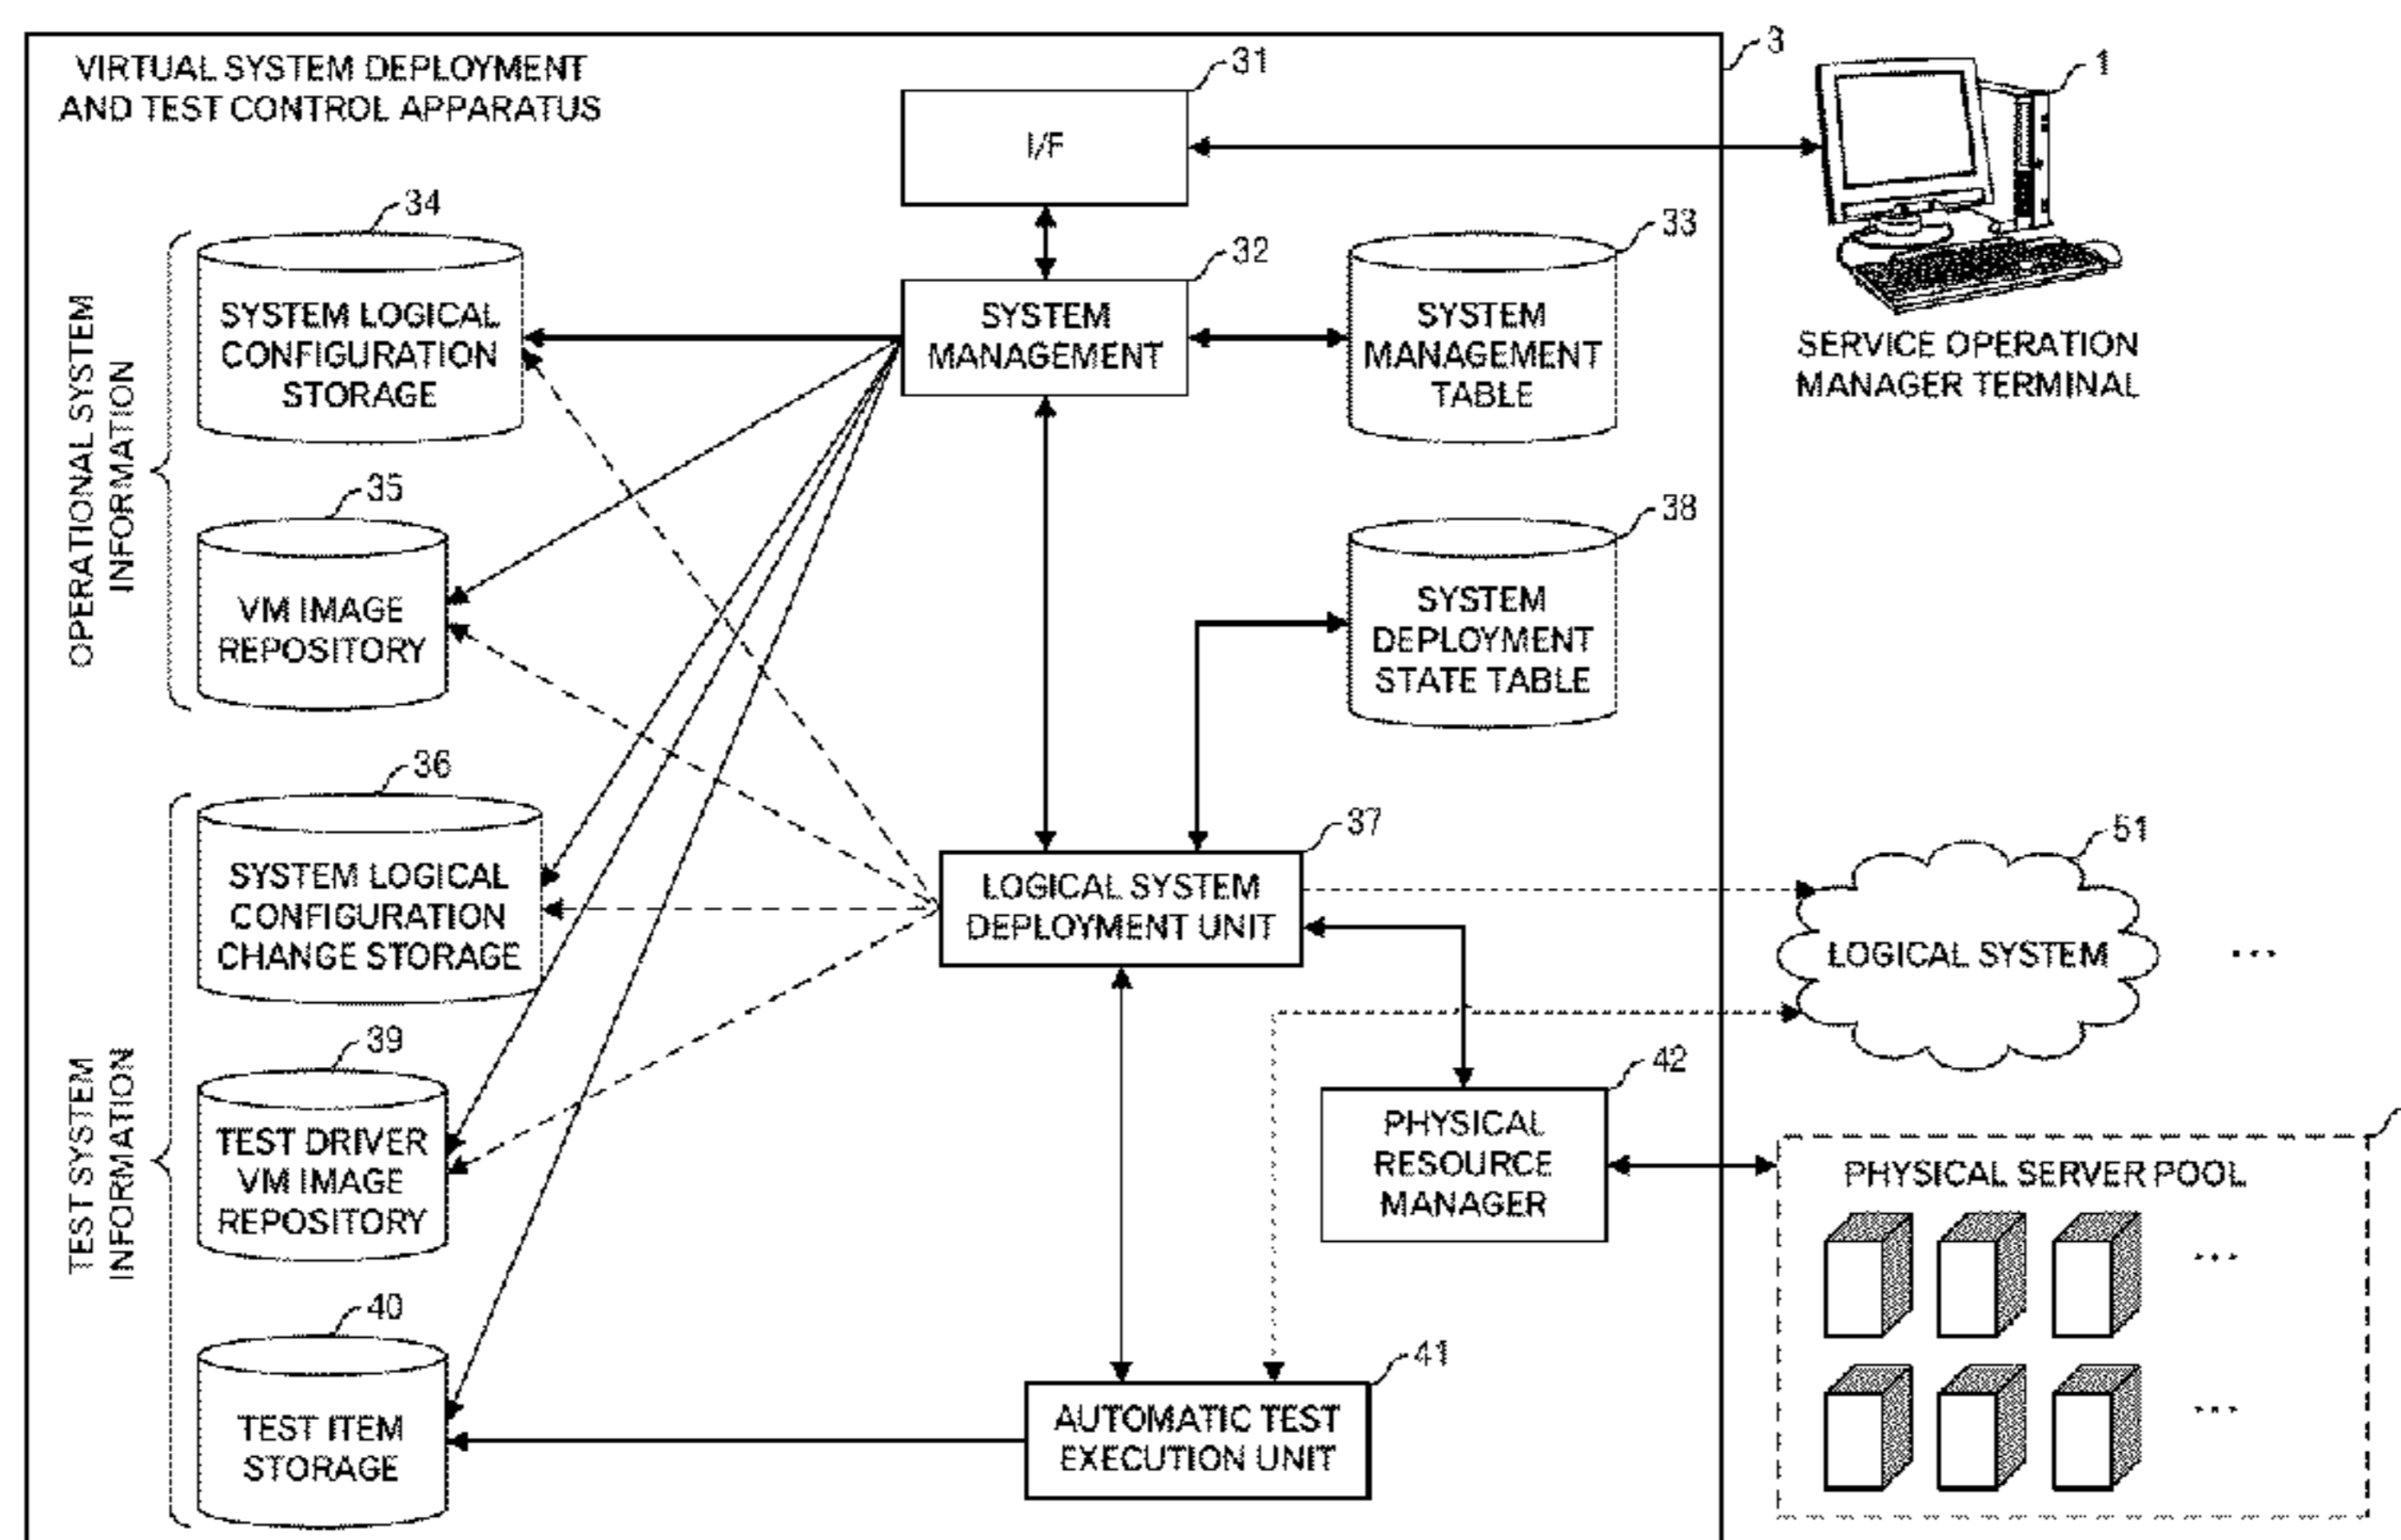 VIRTUAL SYSTEM DEPLOYMENT
AND TEST CONTROL APPARATUS
3
1
31
I/F
SERVICE OPERATION
MANAGER TERMINAL
34
SYSTEM LOGICAL
CONFIGURATION
STORAGE
32
SYSTEM
MANAGEMENT
33
SYSTEM
MANAGEMENT
TABLE
OPERATIONAL SYSTEM
INFORMATION
35
VM IMAGE
REPOSITORY
38
SYSTEM
DEPLOYMENT
STATE TABLE
36
SYSTEM LOGICAL
CONFIGURATION
CHANGE STORAGE
37
LOGICAL SYSTEM
DEPLOYMENT UNIT
51
LOGICAL SYSTEM
...
TEST SYSTEM
INFORMATION
39
TEST DRIVER
VM IMAGE
REPOSITORY
42
PHYSICAL
RESOURCE
MANAGER
PHYSICAL SERVER POOL
...
...
40
TEST ITEM
STORAGE
41
AUTOMATIC TEST
EXECUTION UNIT